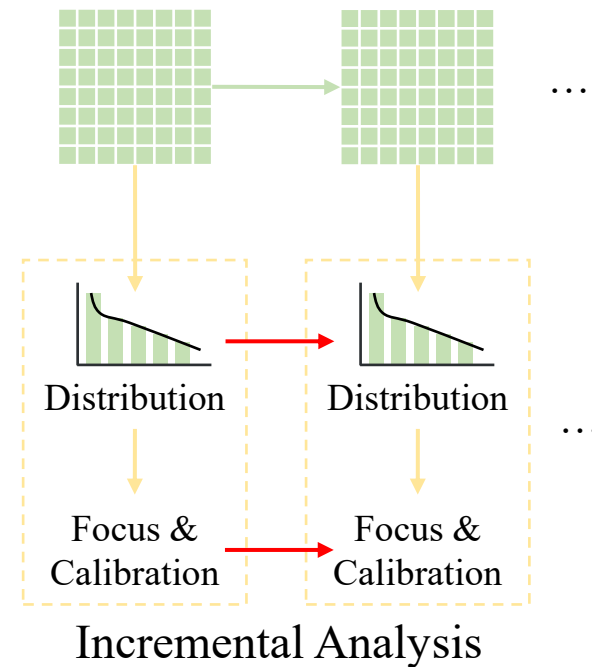 …
Distribution
Distribution
…
Focus &
Calibration
Focus &
Calibration
Incremental Analysis